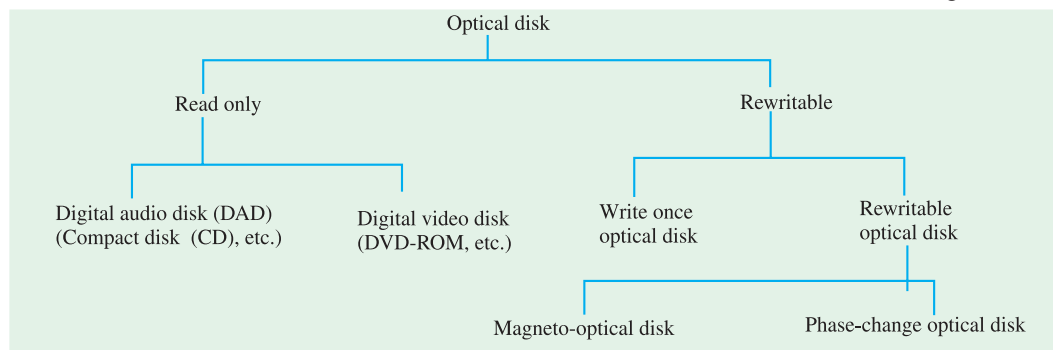 Optical disk
Read only
Rewritable
Digital audio disk (DAD)
(Compact disk (CD), etc.)
Digital video disk
(DVD-ROM, etc.)
Write once
optical disk
Rewritable
optical disk
Magneto-optical disk
Phase-change optical disk